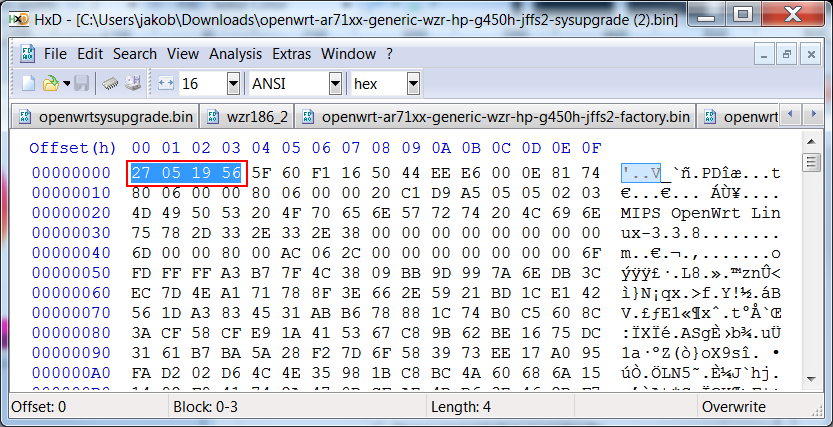 HxD - [C:\Users\jakob\Downloads\openwrt-ar71xx-generic-wzr-hp-g450h-jffs2-sysupgrade (2).bin]
File Edit Search View Analysis Extras Window ?
16 ANSI hex
openwrtsysupgrade.bin wzr186_2 openwrt-ar71xx-generic-wzr-hp-g450h-jffs2-factory.bin openwrt
Offset(h) 00 01 02 03 04 05 06 07 08 09 0A 0B 0C 0D 0E 0F
00000000 27 05 19 56 5F 60 F1 16 50 44 EE E6 00 0E 81 74 '..V_`ñ.PDîæ...t
00000010 80 06 00 00 80 06 00 00 20 C1 D9 A5 05 05 02 03 €...€... ÁÙ¥....
00000020 4D 49 50 53 20 4F 70 65 6E 57 72 74 20 4C 69 6E MIPS OpenWrt Lin
00000030 75 78 2D 33 2E 33 2E 38 00 00 00 00 00 00 00 00 ux-3.3.8........
00000040 6D 00 00 80 00 AC 06 2C 00 00 00 00 00 00 00 6F m..€.¬.,.......o
00000050 FD FF FF A3 B7 7F 4C 38 09 BB 9D 99 7A 6E DB 3C ýÿÿ£·.L8.».™znÛ<
00000060 EC 7D 4E A1 71 78 8F 3E 66 2E 59 21 BD 1C E1 42 ì}N¡qx.>f.Y!½.áB
00000070 56 1D A3 83 45 31 AB B6 78 88 1C 74 B0 C5 60 8C V.£ƒE1«¶xˆ.t°Å`Œ
00000080 3A CF 58 CF E9 1A 41 53 67 C8 9B 62 BE 16 75 DC :ÏXÏé.ASgÈ›b¾.uÜ
00000090 31 61 B7 BA 5A 28 F2 7D 6F 58 39 73 EE 17 A0 95 1a·ºZ(ò}oX9sî. •
000000A0 FA D2 02 D6 4C 4E 35 98 1B C8 BC 4A 60 68 6A 15 úÒ.ÖLN5˜.È¼J`hj.
Offset: 0 Block: 0-3 Length: 4 Overwrite